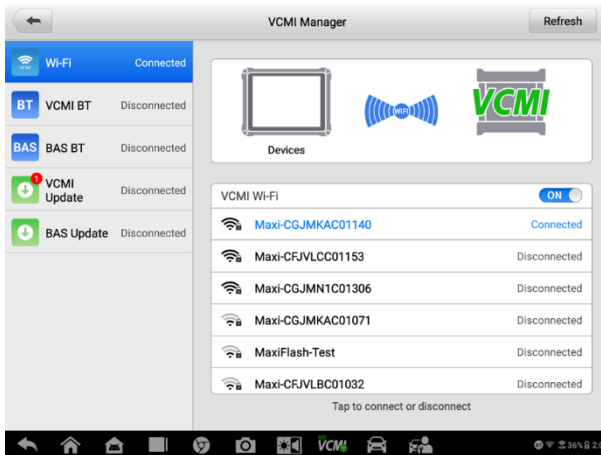 VCMI Manager
Refresh
Wi-Fi Connected
BT VCMI BT Disconnected
BAS BAS BT Disconnected
1
VCMI
Update
Disconnected
BAS Update Disconnected
WIFI
VCMI
Devices
VCMI Wi-Fi ON
Maxi-CGJMKAC01140 Connected
Maxi-CFJVLCC01153 Disconnected
Maxi-CGJMN1C01306 Disconnected
Maxi-CGJMKAC01071 Disconnected
MaxiFlash-Test Disconnected
Maxi-CFJVLBC01032 Disconnected
Tap to connect or disconnect
VCMI
36%